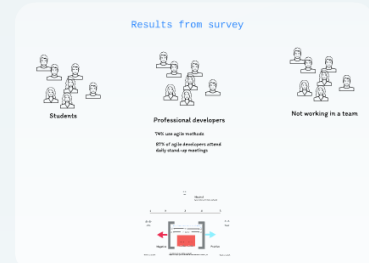 Results from survey
Students
Professional developers
Not working in a team
74% use agile methods
87% of agile developers attend
daily stand-up meetings
Negative
Positive